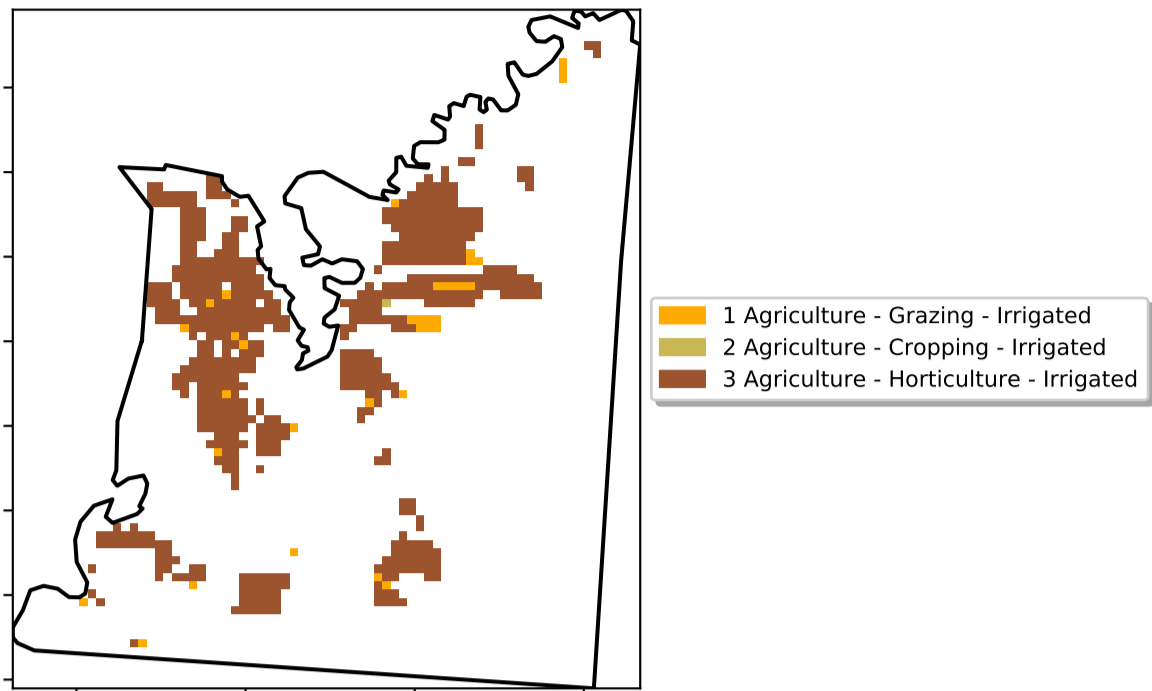 1 Agriculture - Grazing - Irrigated
2 Agriculture - Cropping - Irrigated
3 Agriculture - Horticulture - Irrigated